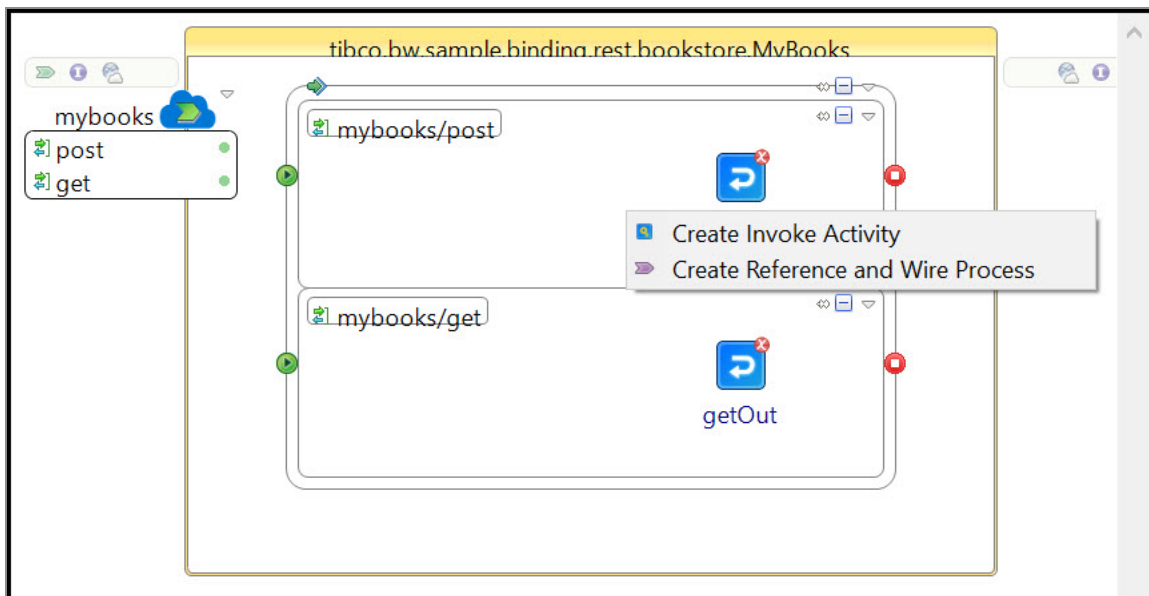 tibco.bw.sample.binding.rest.bookstore.MyBooks
mybooks
post
get
mybooks/post
Create Invoke Activity
Create Reference and Wire Process
mybooks/get
getOut